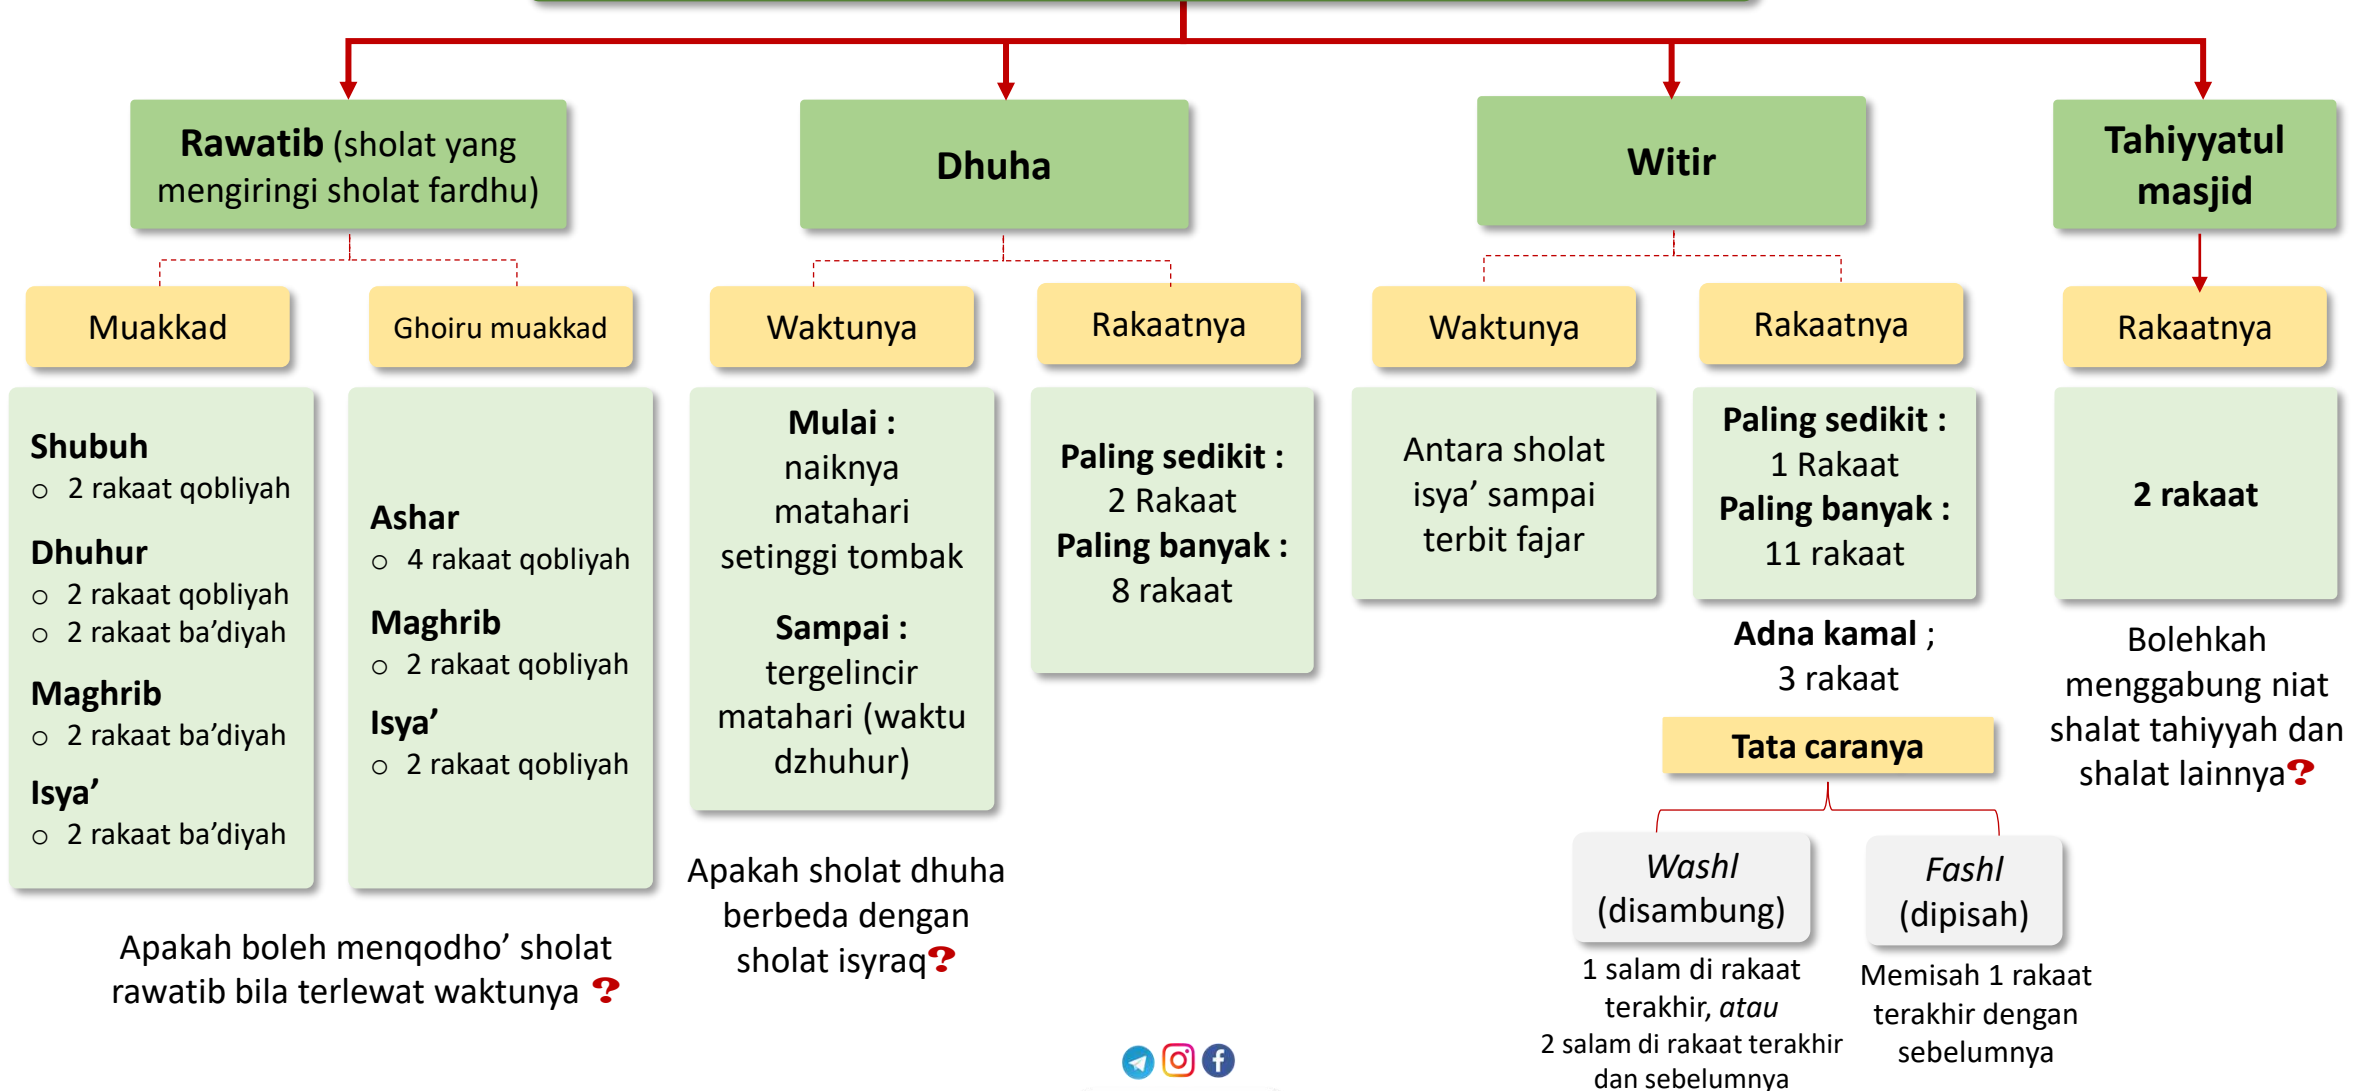 Rawatib (sholat yang
mengiringi sholat fardhu)
Muakkad
Shubuh
o 2 rakaat qobliyah
Dhuhur
o 2 rakaat qobliyah
o 2 rakaat ba’diyah
Maghrib
o 2 rakaat ba’diyah
Isya’
o 2 rakaat ba’diyah
Ghoiru muakkad
Ashar
o 4 rakaat qobliyah
Maghrib
o 2 rakaat qobliyah
Isya’
o 2 rakaat qobliyah
Apakah boleh menqodho’ sholat
rawatib bila terlewat waktunya ?
Dhuha
Waktunya
Mulai :
naiknya
matahari
setinggi tombak
Sampai :
tergelincir
matahari (waktu
dzhuhur)
Rakaatnya
Paling sedikit :
2 Rakaat
Paling banyak :
8 rakaat
Apakah sholat dhuha
berbeda dengan
sholat isyraq?
Witir
Waktunya
Antara sholat
isya’ sampai
terbit fajar
Rakaatnya
Paling sedikit :
1 Rakaat
Paling banyak :
11 rakaat
Adna kamal ;
3 rakaat
Tata caranya
Washl
(disambung)
1 salam di rakaat
terakhir, atau
2 salam di rakaat terakhir
dan sebelumnya
Fashl
(dipisah)
Memisah 1 rakaat
terakhir dengan
sebelumnya
Tahiyyatul
masjid
Rakaatnya
2 rakaat
Bolehkah
menggabung niat
shalat tahiyyah dan
shalat lainnya?